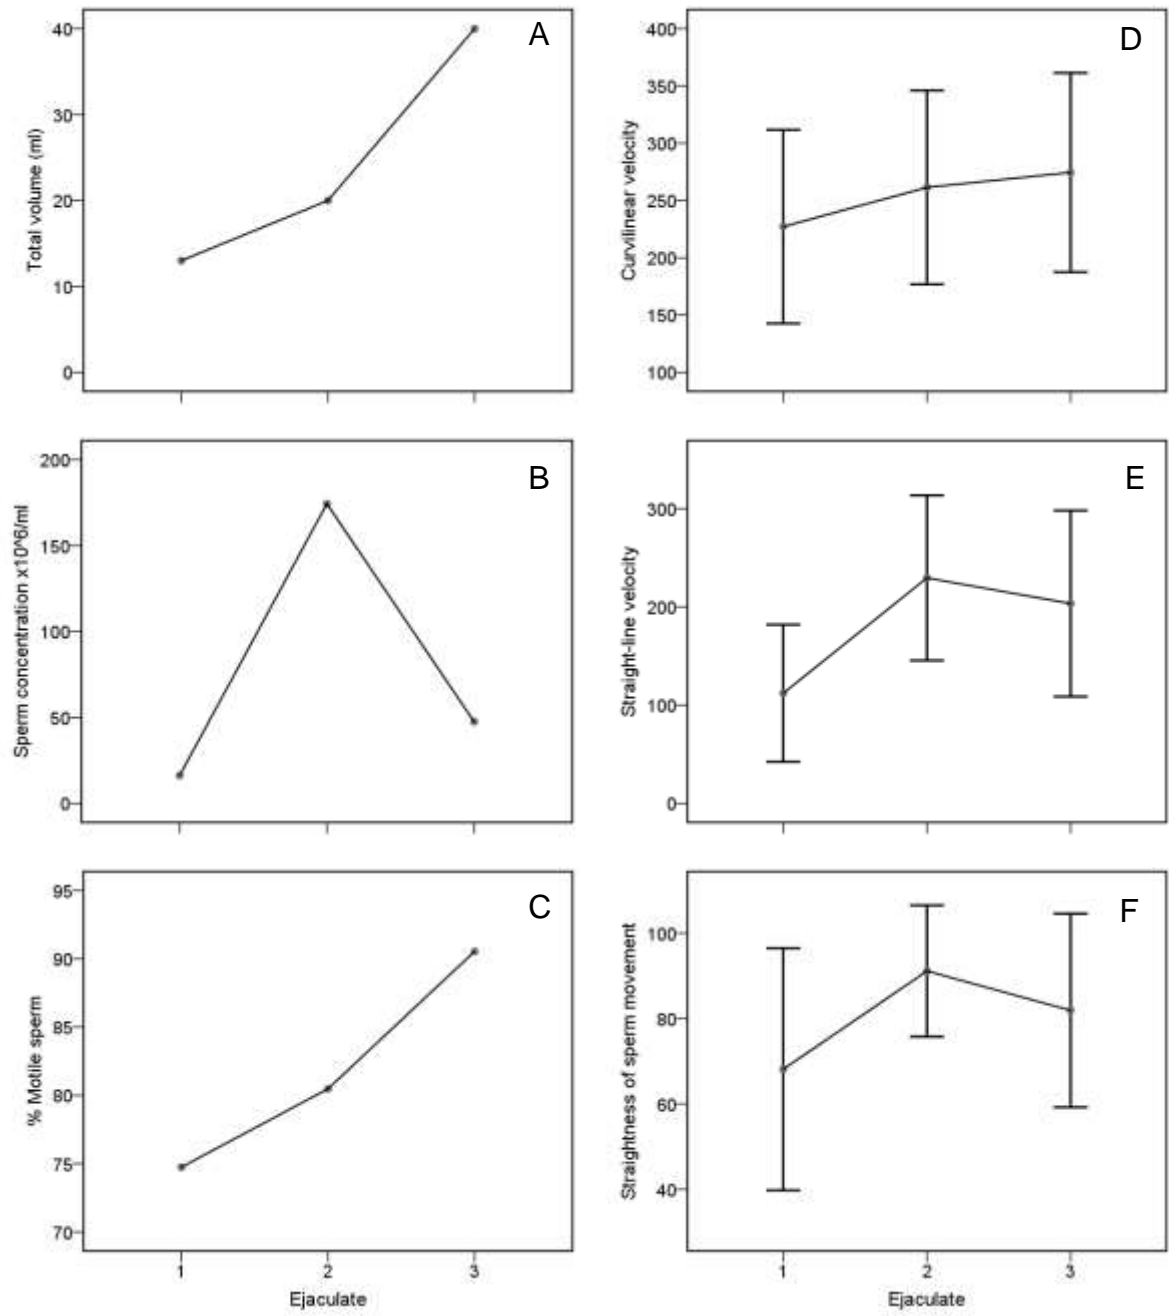 A
Total volume (ml)
40
30
20
10
0
D
Curvilinear velocity
400
350
300
250
200
150
100
B
Sperm concentration x10^6/ml
200
150
100
50
0
E
Straight-line velocity
300
200
100
0
C
% Motile sperm
95
90
85
80
75
70
1 2 3
Ejaculate
F
Straightness of sperm movement
100
80
60
40
1 2 3
Ejaculate